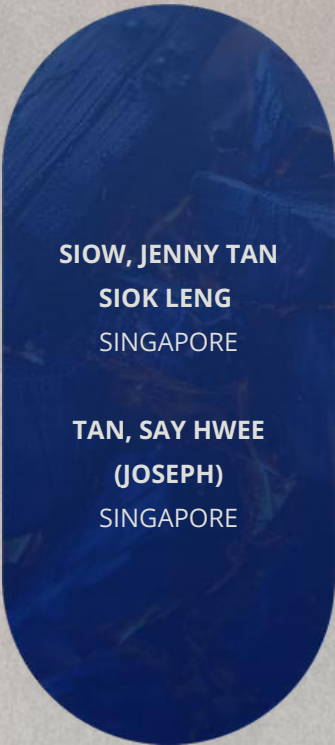 SIOW, JENNY TAN
SIOK LENG
SINGAPORE
TAN, SAY HWEE
(JOSEPH)
SINGAPORE